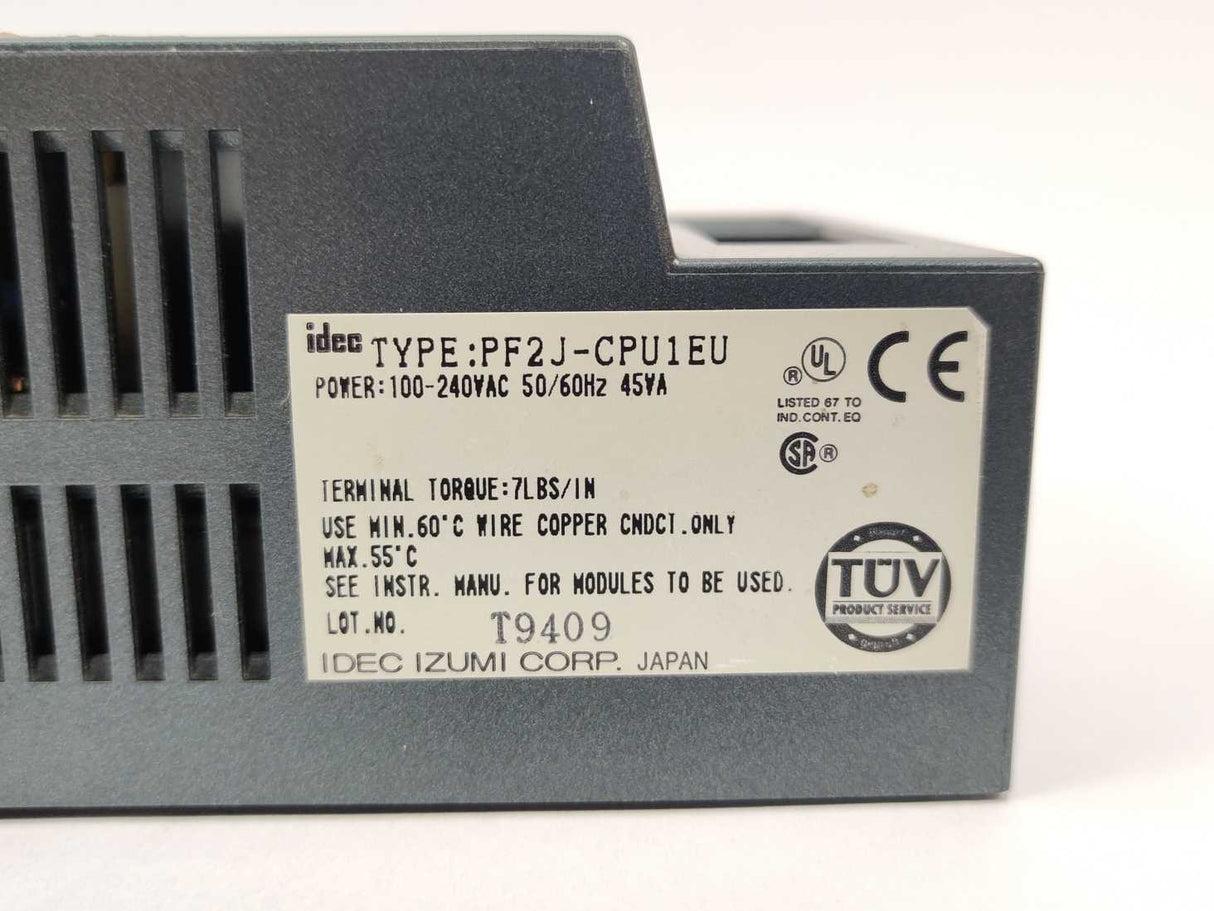 idec TYPE:PF2J-CPU1EU
POWER:100-240VAC 50/60Hz 45VA
UL ®
LISTED 67 TO
IND.CONT.EQ
CE
SA ®
TERMINAL TORQUE:7LBS/IN
USE MIN.60°C WIRE COPPER CNDCT.ONLY
MAX.55°C
SEE INSTR. MANU. FOR MODULES TO BE USED.
LOT.NO. T9409
IDEC IZUMI CORP. JAPAN
TÜV
PRODUCT SERVICE